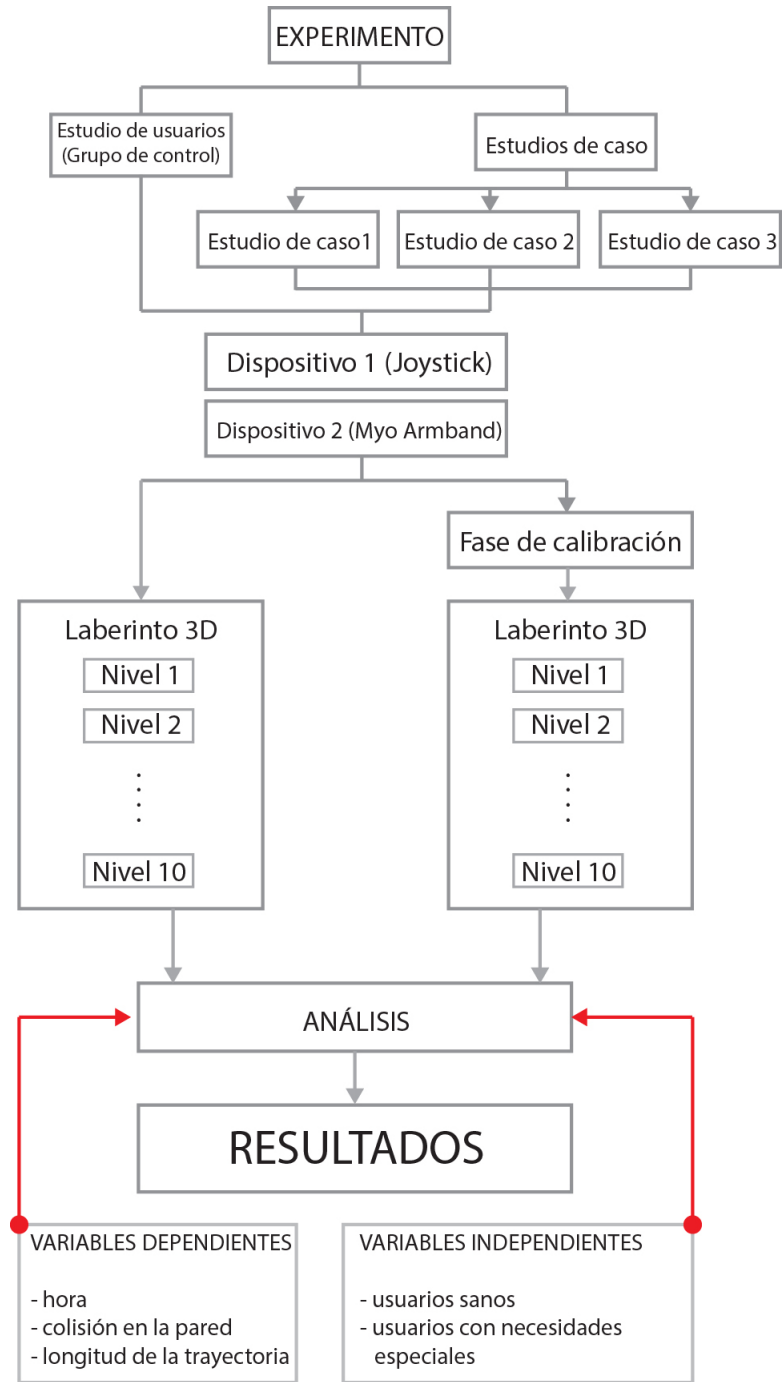 EXPERIMENTO
Estudio de usuarios
(Grupo de control)
Estudios de caso
Estudio de caso1
Estudio de caso 2
Estudio de caso 3
Dispositivo 1 (Joystick)
Dispositivo 2 (Myo Armband)
Fase de calibración
Laberinto 3D
Nivel 1
Nivel 2
Nivel 10
Laberinto 3D
Nivel 1
Nivel 2
Nivel 10
ANÁLISIS
RESULTADOS
VARIABLES DEPENDIENTES
- hora
- colisión en la pared
- longitud de la trayectoria
VARIABLES INDEPENDIENTES
- usuarios sanos
- usuarios con necesidades
especiales